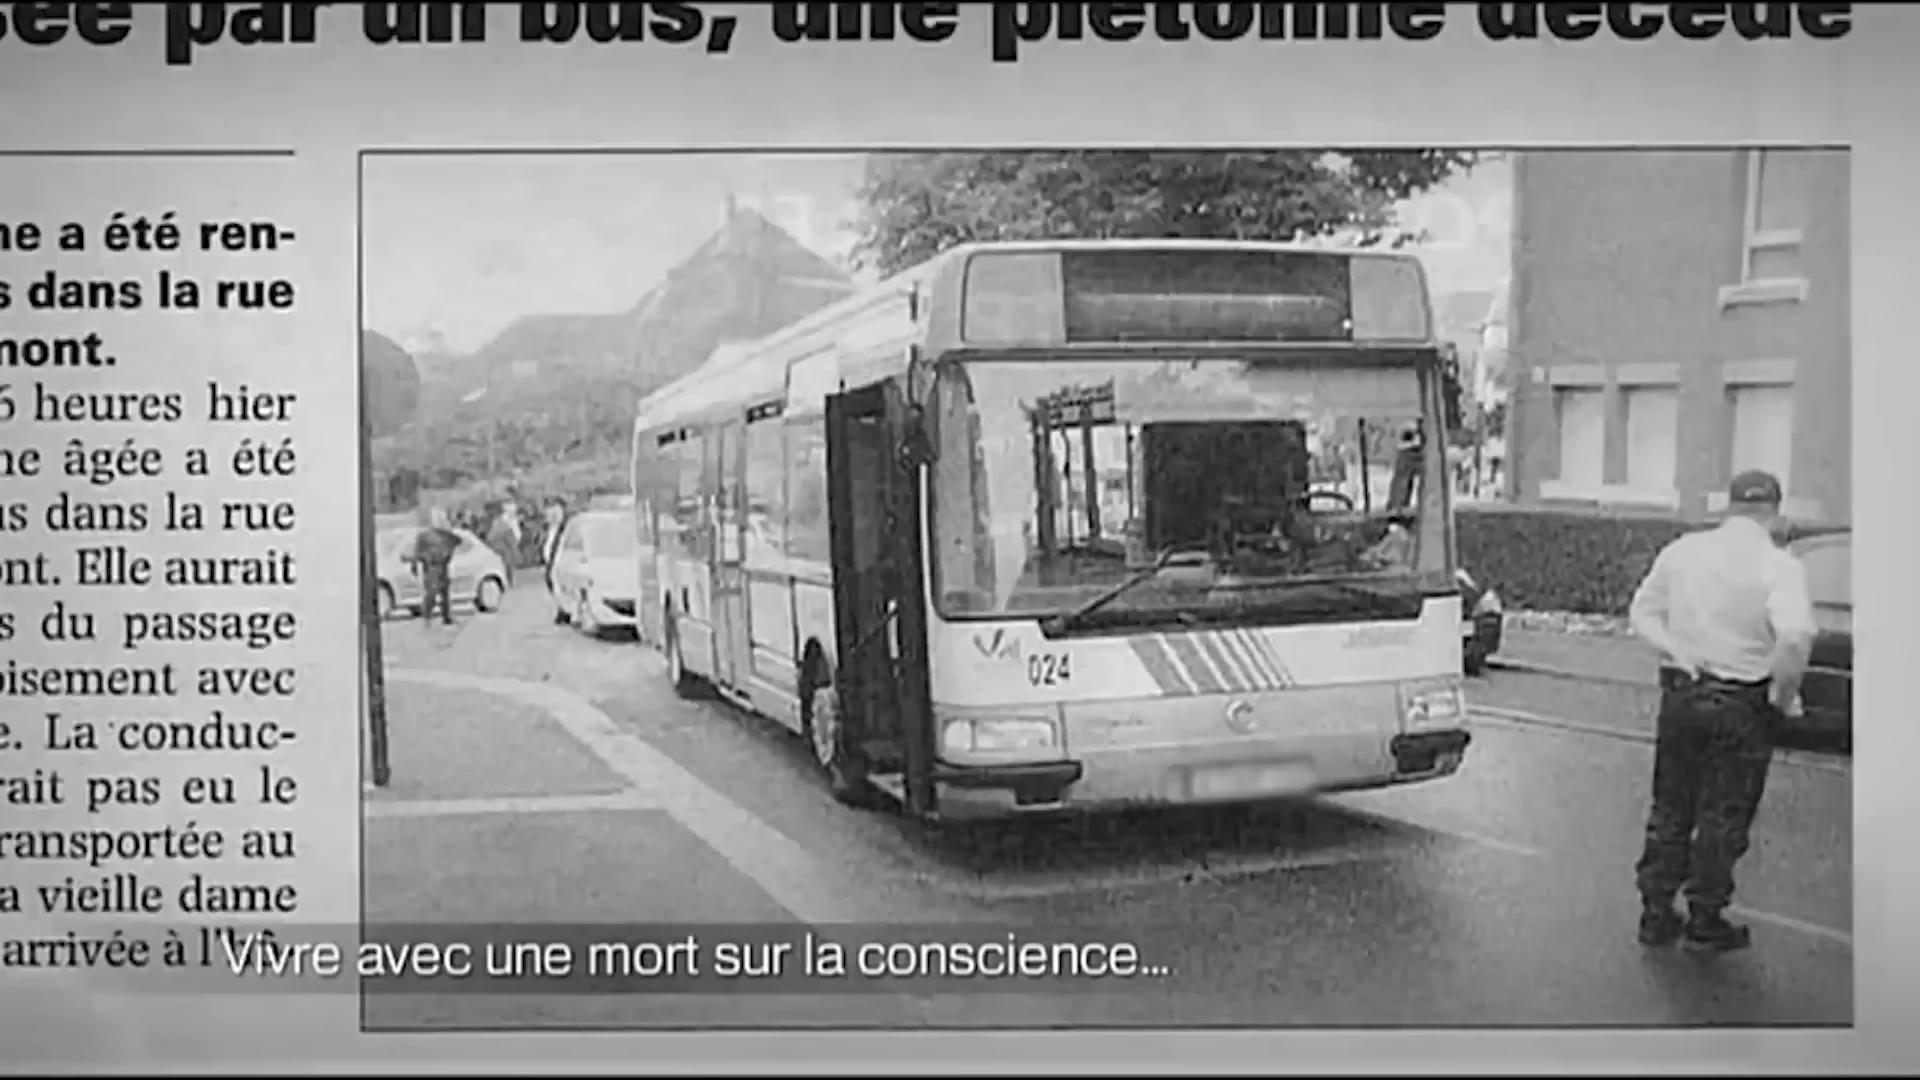 par un bus, une piétonne décède
ne a été ren-
s dans la rue
mont.
6 heures hier
ne âgée a été
us dans la rue
ont. Elle aurait
s du passage
oisement avec
e. La conduc-
rait pas eu le
transportée au
a vieille dame
arrivée à l'hô-
Vivre avec une mort sur la conscience...
024